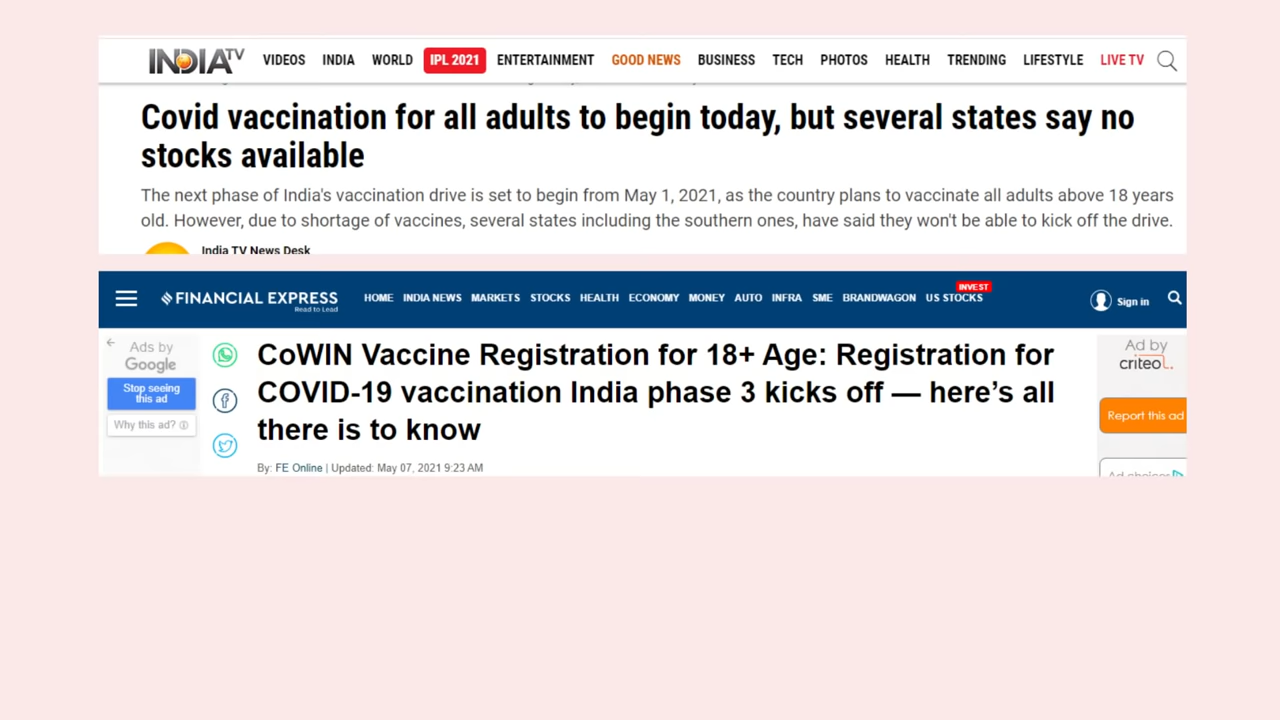 INDIA TV VIDEOS INDIA WORLD IPL 2021 ENTERTAINMENT GOOD NEWS BUSINESS TECH PHOTOS HEALTH TRENDING LIFESTYLE LIVE TV
Covid vaccination for all adults to begin today, but several states say no
stocks available
The next phase of India's vaccination drive is set to begin from May 1, 2021, as the country plans to vaccinate all adults above 18 years
old. However, due to shortage of vaccines, several states including the southern ones, have said they won't be able to kick off the drive.
India TV News Desk
INVEST
FINANCIAL EXPRESS HOME INDIA NEWS MARKETS STOCKS HEALTH ECONOMY MONEY AUTO INFRA SME BRANDWAGON US STOCKS Sign in
Read to Lead
Ads by
Google
Stop seeing
this ad
Why this ad?
CoWIN Vaccine Registration for 18+ Age: Registration for
COVID-19 vaccination India phase 3 kicks off — here’s all
there is to know
By: FE Online | Updated: May 07, 2021 9:23 AM
Ad by
criteo.
Report this ad
Ad choices